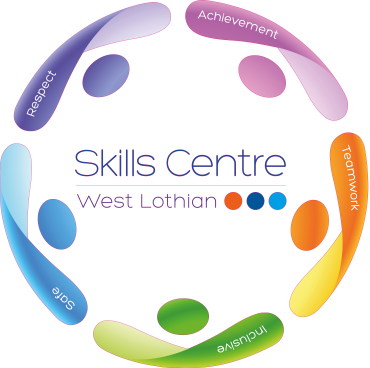 Achievement
Respect
Skills Centre
West Lothian
Teamwork
Safe
Inclusive